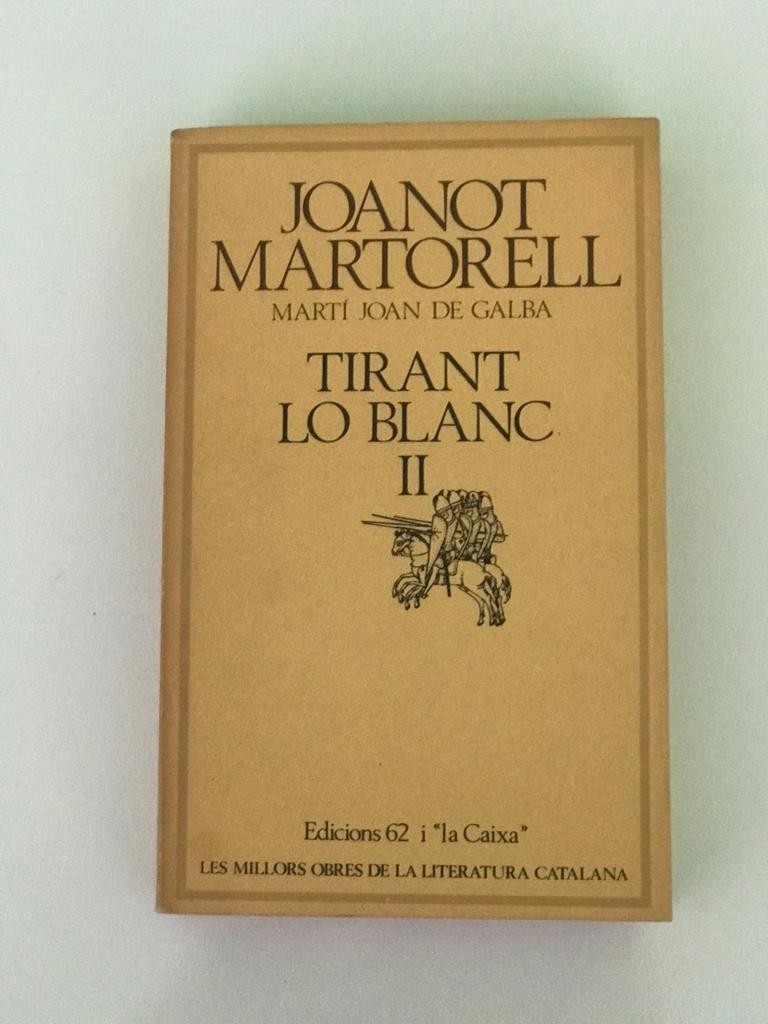 JOANOT
MARTORELL
MARTÍ JOAN DE GALBA
TIRANT
LO BLANC
II
Edicions 62 i "la Caixa"
LES MILLORS OBRES DE LA LITERATURA CATALANA